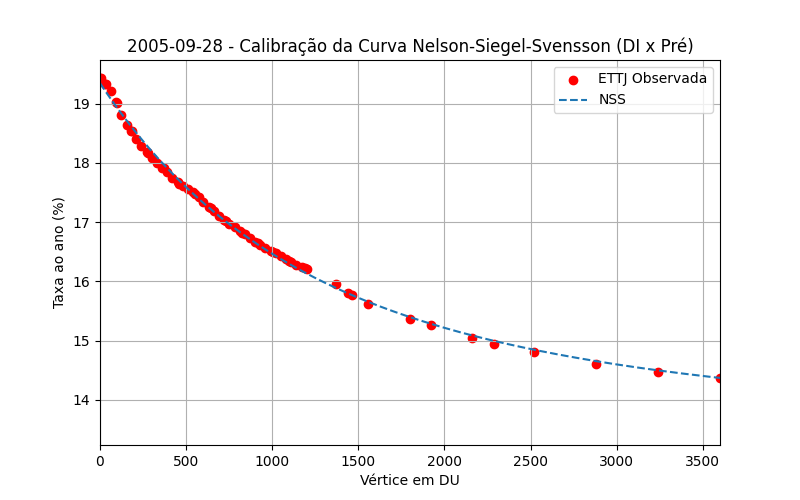 2005-09-28 - Calibração da Curva Nelson-Siegel-Svensson (DI x Pré)
ETTJ Observada
NSS
Taxa ao ano (%)
19
18
17
16
15
14
0 500 1000 1500 2000 2500 3000 3500
Vértice em DU